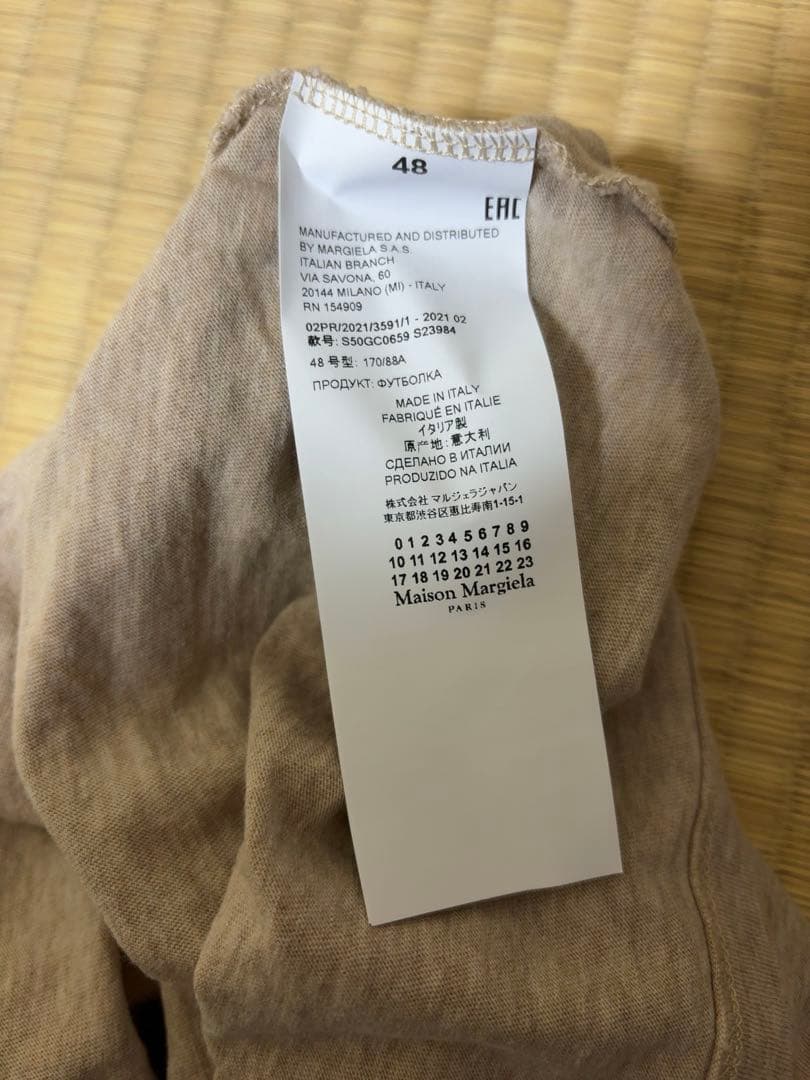 48
EAC
MANUFACTURED AND DISTRIBUTED
BY MARGIELA S.A.S.
ITALIAN BRANCH
VIA SAVONA, 60
20144 MILANO (MI) - ITALY
RN 154909
02PR/2021/3591/1 - 2021 02
款号: S50GC0659 S23984
48 号型: 170/88A
ПРОДУКТ: ФУТБОЛКА
MADE IN ITALY
FABRIQUÉ EN ITALIE
イタリア製
原产地: 意大利
СДЕЛАНО В ИТАЛИИ
PRODUZIDO NA ITALIA
株式会社 マルジェラジャパン
東京都渋谷区恵比寿南1-15-1
0 1 2 3 4 5 6 7 8 9
10 11 12 13 14 15 16
17 18 19 20 21 22 23
Maison Margiela
PARIS